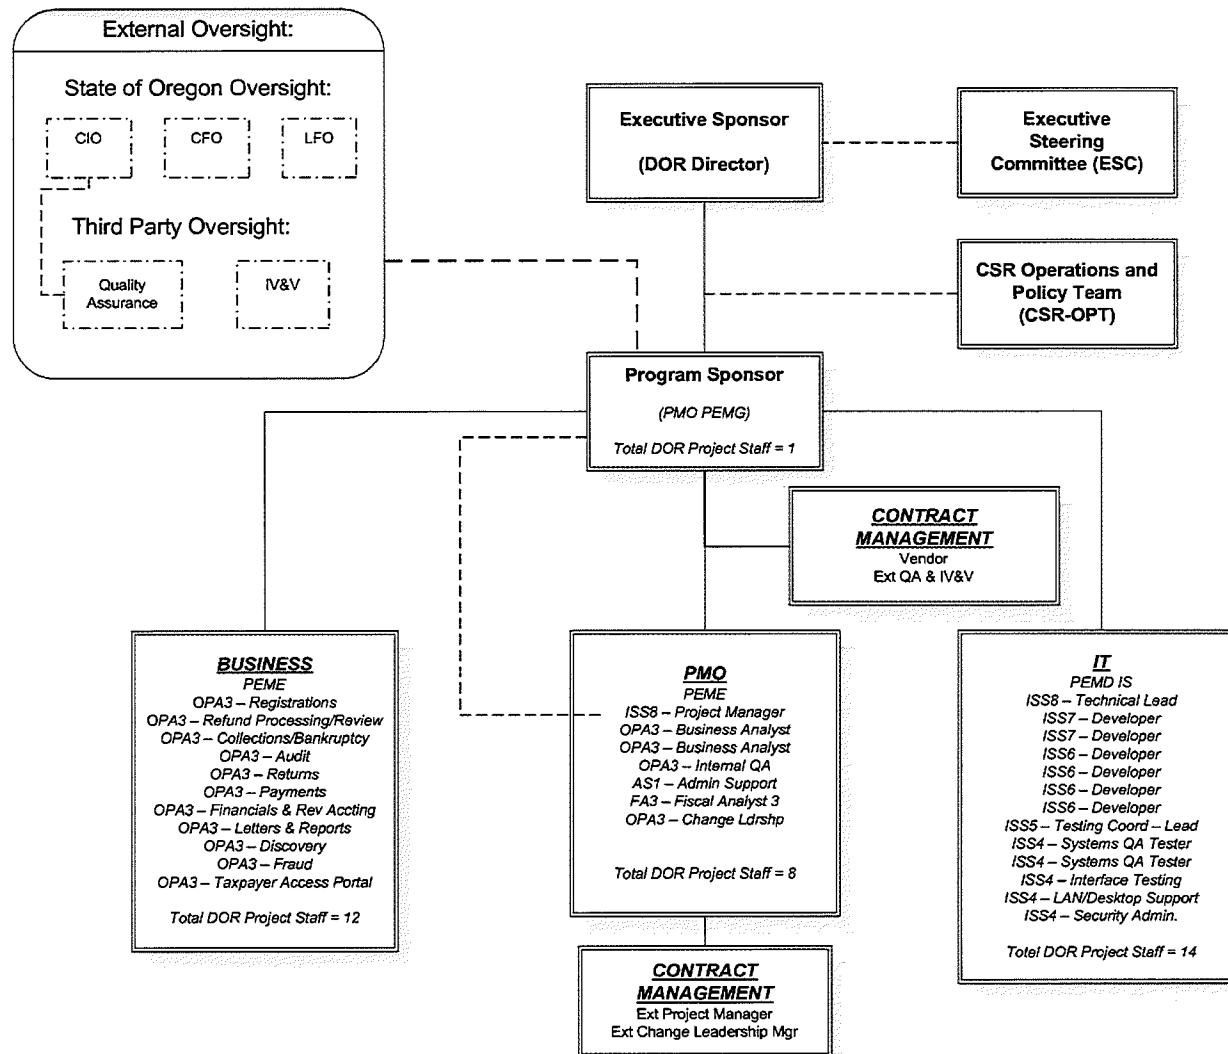 External Oversight:
State of Oregon Oversight:
CIO
CFO
LFO
Third Party Oversight:
Quality
Assurance
IV&V
Executive Sponsor
(DOR Director)
Executive
Steering
Committee (ESC)
CSR Operations and
Policy Team
(CSR-OPT)
Program Sponsor
(PMO PEMG)
Total DOR Project Staff = 1
CONTRACT
MANAGEMENT
Vendor
Ext QA & IV&V
BUSINESS
PEME
OPA3 – Registrations
OPA3 – Refund Processing/Review
OPA3 – Collections/Bankruptcy
OPA3 – Audit
OPA3 – Returns
OPA3 – Payments
OPA3 – Financials & Rev Accting
OPA3 – Letters & Reports
OPA3 – Discovery
OPA3 – Fraud
OPA3 – Taxpayer Access Portal
Total DOR Project Staff = 12
PMO
PEME
ISS8 – Project Manager
OPA3 – Business Analyst
OPA3 – Business Analyst
OPA3 – Internal QA
AS1 – Admin Support
FA3 – Fiscal Analyst 3
OPA3 – Change Ldrshp
Total DOR Project Staff = 8
CONTRACT
MANAGEMENT
Ext Project Manager
Ext Change Leadership Mgr
IT
PEMD IS
ISS8 – Technical Lead
ISS7 – Developer
ISS7 – Developer
ISS6 – Developer
ISS6 – Developer
ISS6 – Developer
ISS6 – Developer
ISS5 – Testing Coord – Lead
ISS4 – Systems QA Tester
ISS4 – Systems QA Tester
ISS4 – Interface Testing
ISS4 – LAN/Desktop Support
ISS4 – Security Admin.
Total DOR Project Staff = 14